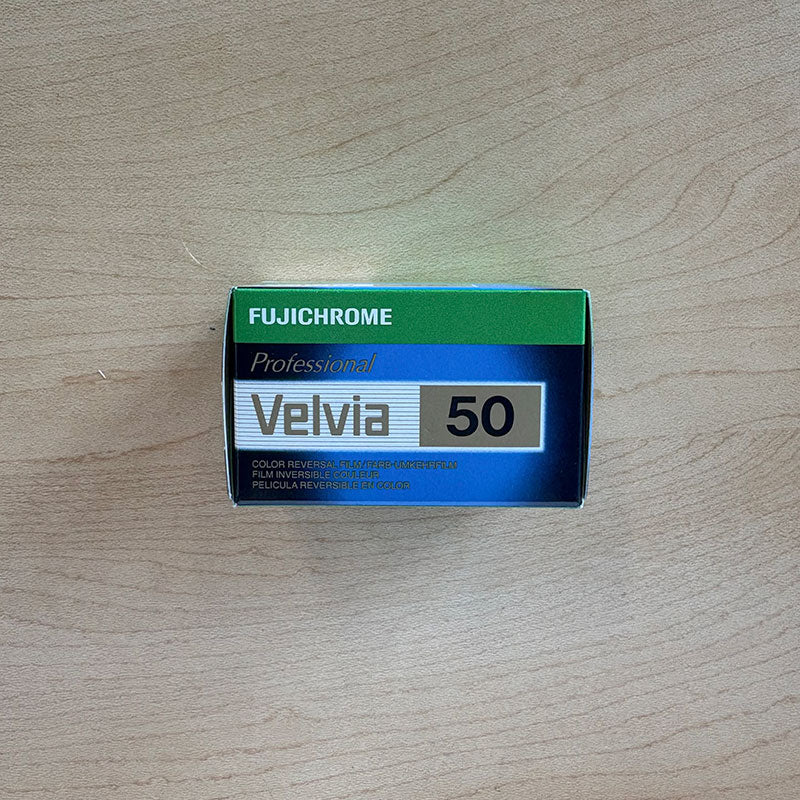 FUJICHROME
Professional
Velvia 50
COLOR REVERSAL FILM/FARB-UMKEHRFILM
FILM INVERSIBLE COULEUR
PELICULA REVERSIBLE EN COLOR